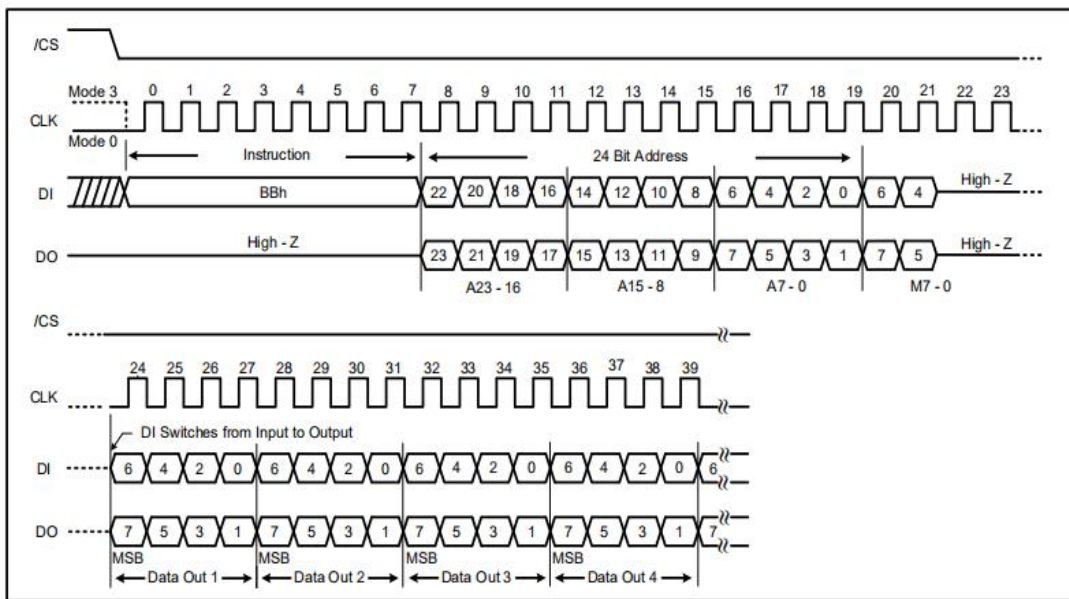 /CS
Mode 3 0 1 2 3 4 5 6 7 8 9 10 11 12 13 14 15 16 17 18 19 20 21 22 23
CLK
Mode 0
Instruction 24 Bit Address
DI BBh 22 20 18 16 14 12 10 8 6 4 2 0 6 4 High - Z
High - Z
DO 23 21 19 17 15 13 11 9 7 5 3 1 7 5 High - Z
A23 - 16 A15 - 8 A7 - 0 M7 - 0
/CS
24 25 26 27 28 29 30 31 32 33 34 35 36 37 38 39
CLK
DI Switches from Input to Output
DI 6 4 2 0 6 4 2 0 6 4 2 0 6 4 2 0 6
DO 7 5 3 1 7 5 3 1 7 5 3 1 7 5 3 1 7
MSB MSB MSB MSB
Data Out 1 Data Out 2 Data Out 3 Data Out 4